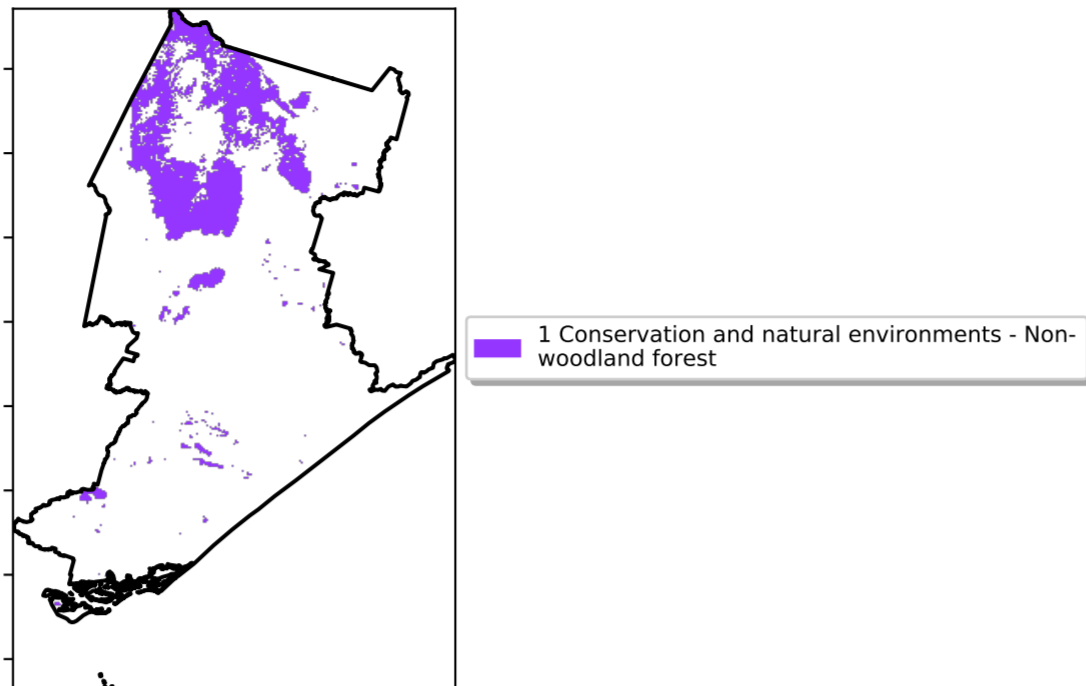 1 Conservation and natural environments - Non-
woodland forest